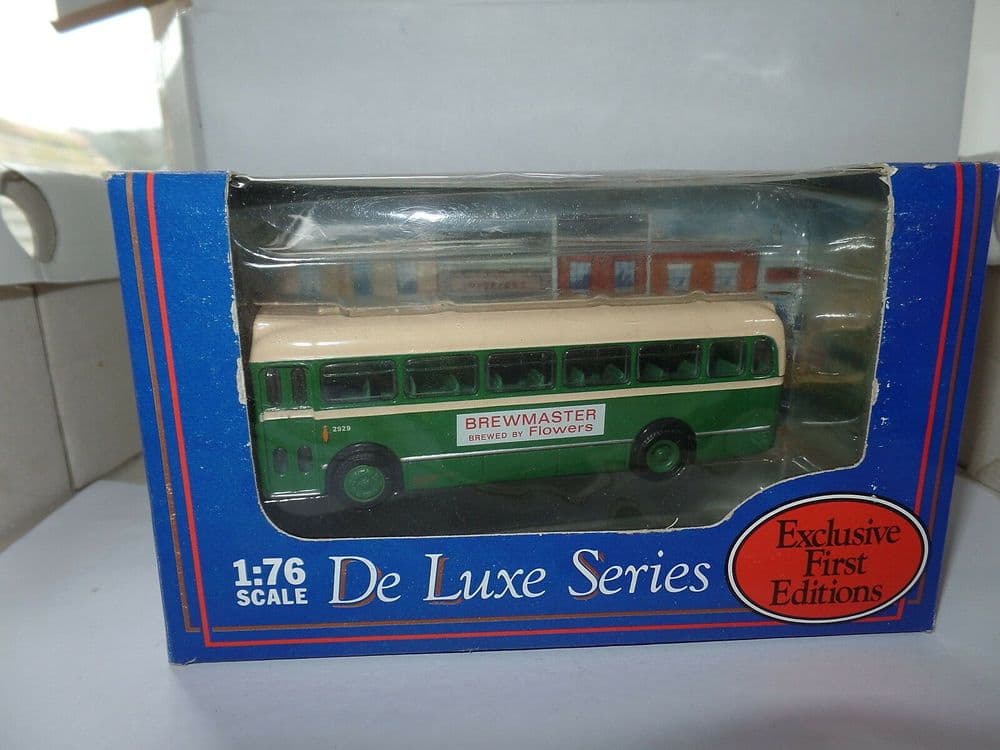 2929
BREWMASTER
BREWED BY Flowers
1:76
SCALE
De Luxe Series
Exclusive
First
Editions